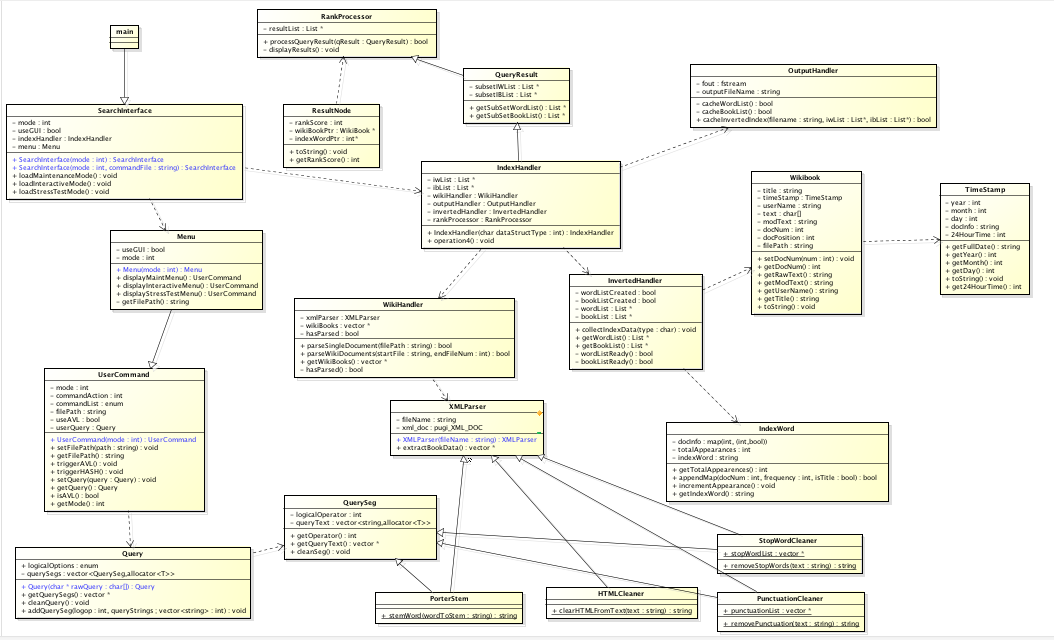 main
RankProcessor
− resultList : List *
+ processQueryResult(qResult : QueryResult) : bool
− displayResults() : void
QueryResult
− subsetIWList : List *
− subsetIBList : List *
+ getSubSetWordList() : List *
+ getSubSetBookList() : List *
OutputHandler
− fout : fstream
− outputFileName : string
+ cacheWordList() : bool
− cacheBookList() : bool
+ cacheInvertedIndex(filename : string, iwList : List*, ibList : List*) : bool
SearchInterface
− mode : int
− useGUI : bool
− indexHandler : IndexHandler
− menu : Menu
+ SearchInterface(mode : int) : SearchInterface
+ SearchInterface(mode : int, commandFile : string) : SearchInterface
+ loadMaintenanceMode() : void
+ loadInteractiveMode() : void
+ loadStressTestMode() : void
ResultNode
− rankScore : int
− wikiBookPtr : WikiBook *
− indexWordPtr : int*
+ toString() : void
+ getRankScore() : int
IndexHandler
− iwList : List *
− ibList : List *
− wikiHandler : WikiHandler
− outputHandler : OutputHandler
− invertedHandler : InvertedHandler
− rankProcessor : RankProcessor
+ IndexHandler(char dataStructType : int) : IndexHandler
+ operation4() : void
Wikibook
− title : string
− timeStamp : TimeStamp
− userName : string
− text : char[]
− modText : string
− docNum : int
− docPosition : int
− filePath : string
+ setDocNum(num : int) : void
+ getDocNum() : int
+ getRawText() : string
+ getModText() : string
+ getUserName() : string
+ getTitle() : string
+ toString() : void
TimeStamp
− year : int
− month : int
− day : int
− docInfo : string
− 24HourTime : int
+ getFullDate() : string
+ getYear() : int
+ getMonth() : int
+ getDay() : int
+ toString() : void
+ get24HourTime() : int
Menu
− useGUI : bool
− mode : int
+ Menu(mode : int) : Menu
+ displayMaintMenu() : UserCommand
+ displayInteractiveMenu() : UserCommand
+ displayStressTestMenu() : UserCommand
− getFilePath() : string
WikiHandler
− xmlParser : XMLParser
− wikiBooks : vector *
− hasParsed : bool
+ parseSingleDocument(filePath : string) : bool
+ parseWikiDocuments(startFile : string, endFileNum : int) : bool
+ getWikiBooks() : vector *
− hasParsed() : bool
InvertedHandler
− wordListCreated : bool
− bookListCreated : bool
− wordList : List *
− bookList : List *
+ collectIndexData(type : char) : void
+ getWordList() : List *
+ getBookList() : List *
− wordListReady() : bool
− bookListReady() : bool
UserCommand
− mode : int
− commandAction : int
− commandList : enum
− filePath : string
− useAVL : bool
− userQuery : Query
+ UserCommand(mode : int) : UserCommand
+ setFilePath(path : string) : void
+ getFilePath() : string
+ triggerAVL() : void
+ triggerHASH() : void
+ setQuery(query : Query) : void
+ getQuery() : Query
+ isAVL() : bool
+ getMode() : int
XMLParser
− fileName : string
− xml_doc : pugi_XML_DOC
+ XMLParser(fileName : string) : XMLParser
+ extractBookData() : vector *
IndexWord
− docInfo : map(int, (int,bool))
− totalAppearances : int
− indexWord : string
+ getTotalAppearences() : int
+ appendMap(docNum : int, frequency : int, isTitle : bool) : bool
+ incrementAppearance() : void
+ getIndexWord() : string
QuerySeg
− logicalOperator : int
− queryText : vector<string,allocator<T>>
+ getOperator() : int
+ getQueryText() : vector *
+ cleanSeg() : void
Query
+ logicalOptions : enum
− querySegs : vector<QuerySeg,allocator<T>>
+ Query(char * rawQuery : char[]) : Query
+ getQuerySegs() : vector *
+ cleanQuery() : void
+ addQuerySeg(logop : int, queryStrings : vector<string> : int) : void
StopWordCleaner
+ stopWordList : vector *
+ removeStopWords(text : string) : string
PorterStem
+ stemWord(wordToStem : string) : string
HTMLCleaner
+ clearHTMLFromText(text : string) : string
PunctuationCleaner
+ punctuationList : vector *
+ removePunctuation(text : string) : string